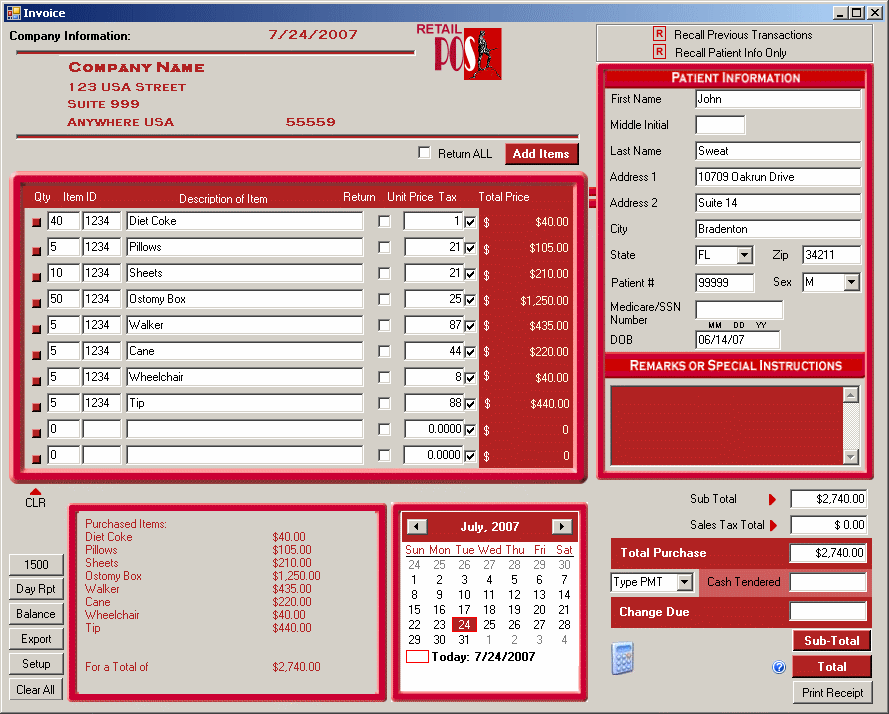 Invoice
Company Information: 7/24/2007
RETAIL
POS
R Recall Previous Transactions
R Recall Patient Info Only
COMPANY NAME
123 USA STREET
SUITE 999
ANYWHERE USA 55559
Return ALL Add Items
Qty Item ID Description of Item Return Unit Price Tax Total Price
40 1234 Diet Coke 1 $ $40.00
5 1234 Pillows 21 $ $105.00
10 1234 Sheets 21 $ $210.00
50 1234 Ostomy Box 25 $ $1,250.00
5 1234 Walker 87 $ $435.00
5 1234 Cane 44 $ $220.00
5 1234 Wheelchair 8 $ $40.00
5 1234 Tip 88 $ $440.00
0 0.0000 $ 0
0 0.0000 $ 0
PATIENT INFORMATION
First Name John
Middle Initial
Last Name Sweat
Address 1 10709 Oakrun Drive
Address 2 Suite 14
City Bradenton
State FL Zip 34211
Patient # 99999 Sex M
Medicare/SSN
Number
MM DD YY
DOB 06/14/07
REMARKS OR SPECIAL INSTRUCTIONS
CLR
1500
Day Rpt
Balance
Export
Setup
Clear All
Purchased Items:
Diet Coke $40.00
Pillows $105.00
Sheets $210.00
Ostomy Box $1,250.00
Walker $435.00
Cane $220.00
Wheelchair $40.00
Tip $440.00
For a Total of $2,740.00
July, 2007
Sun Mon Tue Wed Thu Fri Sat
24 25 26 27 28 29 30
1 2 3 4 5 6 7
8 9 10 11 12 13 14
15 16 17 18 19 20 21
22 23 24 25 26 27 28
29 30 31 1 2 3 4
Today: 7/24/2007
Sub Total $2,740.00
Sales Tax Total $ 0.00
Total Purchase $2,740.00
Type PMT Cash Tendered
Change Due
Sub-Total
? Total
Print Receipt